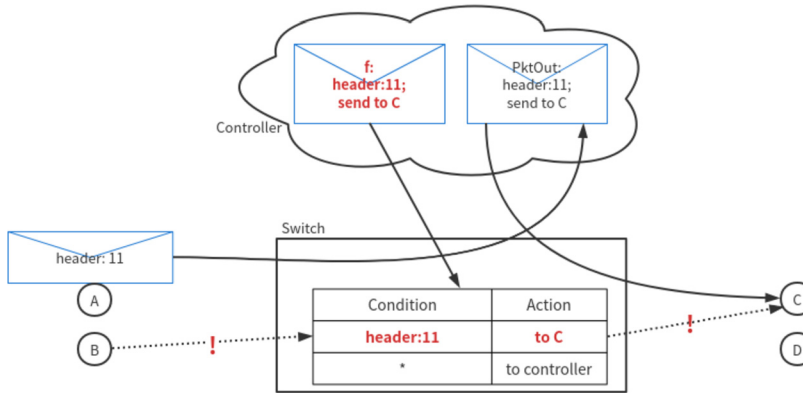 f:
header:11;
send to C
PktOut:
header:11;
send to C
Controller
Switch
header: 11
A
B
!
Condition
Action
header:11
to C
*
to controller
!
C
D